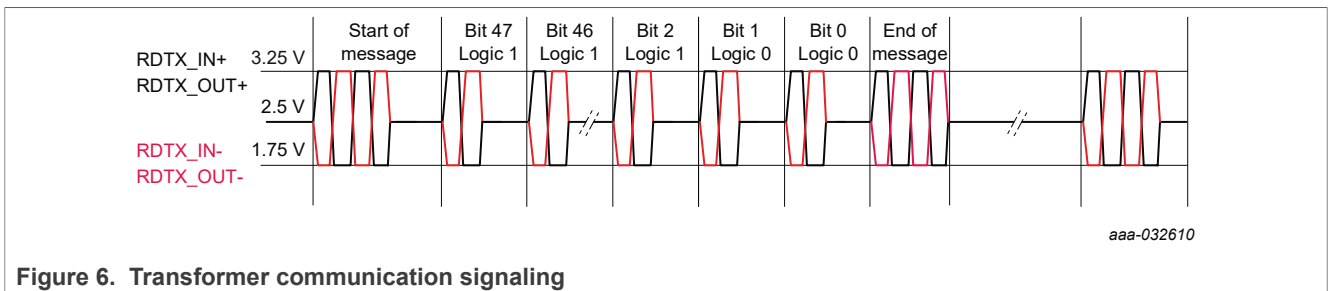 Start of message
Bit 47 Logic 1
Bit 46 Logic 1
Bit 2 Logic 1
Bit 1 Logic 0
Bit 0 Logic 0
End of message
RDTX_IN+
RDTX_OUT+
3.25 V
2.5 V
1.75 V
RDTX_IN-
RDTX_OUT-
aaa-032610
Figure 6. Transformer communication signaling